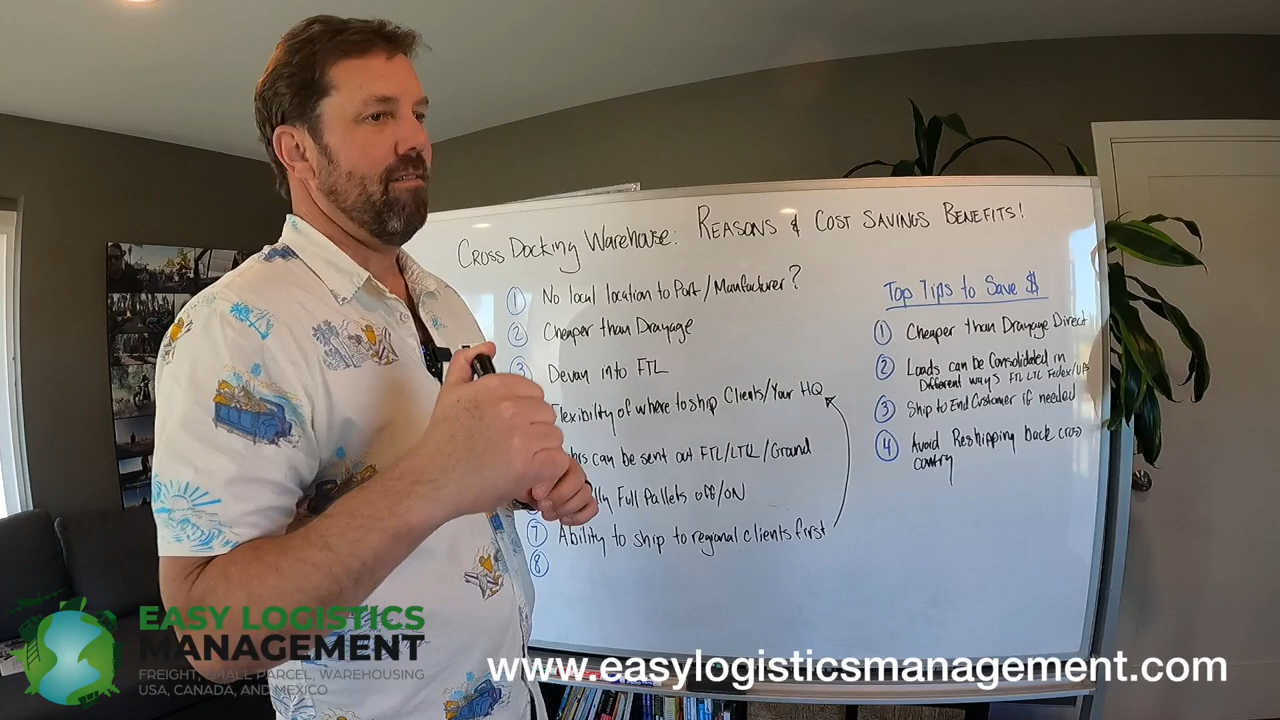 Cross Docking Warehouse: Reasons & Cost Savings Benefits!
① No local location to Port/Manfacturer?
② Cheaper than Drayage
③ Devan into FTL
Flexibility of where to ship Clients/Your HQ
can be sent out FTL/LTL/Ground
Full Pallets off/on
⑦ Ability to ship to regional clients first
⑧
Top Tips to Save $
① Cheaper than Drayage Direct
② Loads can be Consolidated in
Different ways FTL LTL Fedex/UPS
③ Ship to End Customer if needed
④ Avoid Reshipping back cross
EASY LOGISTICS
MANAGEMENT
FREIGHT, SMALL PARCEL, WAREHOUSING
USA, CANADA, AND MEXICO
www.easylogisticsmanagement.com